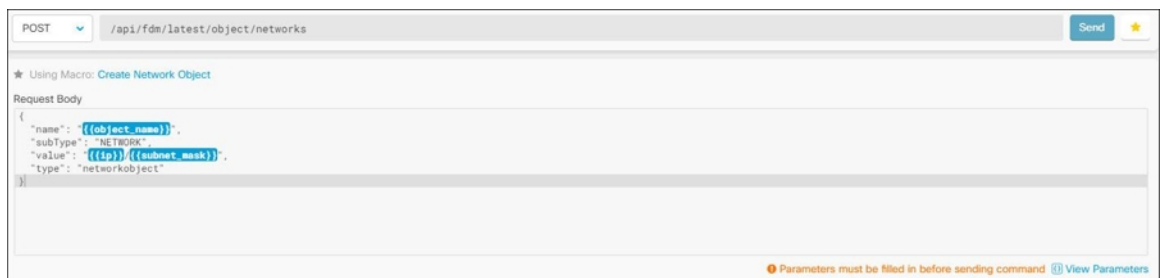 POST /api/fdm/latest/object/networks Send
Using Macro: Create Network Object
Request Body
{
"name": "{{object_name}}",
"subType": "NETWORK",
"value": "{{ip}}/{{subnet_mask}}",
"type": "networkobject"
}
Parameters must be filled in before sending command View Parameters